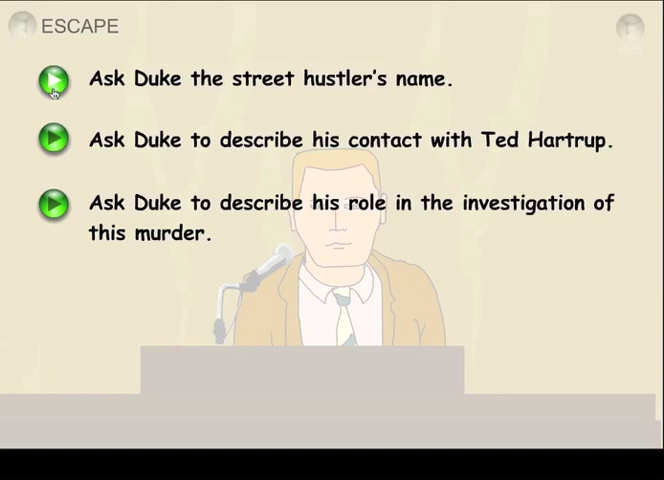 ESCAPE
Ask Duke the street hustler's name.
Ask Duke to describe his contact with Ted Hartrup.
Ask Duke to describe his role in the investigation of
this murder.